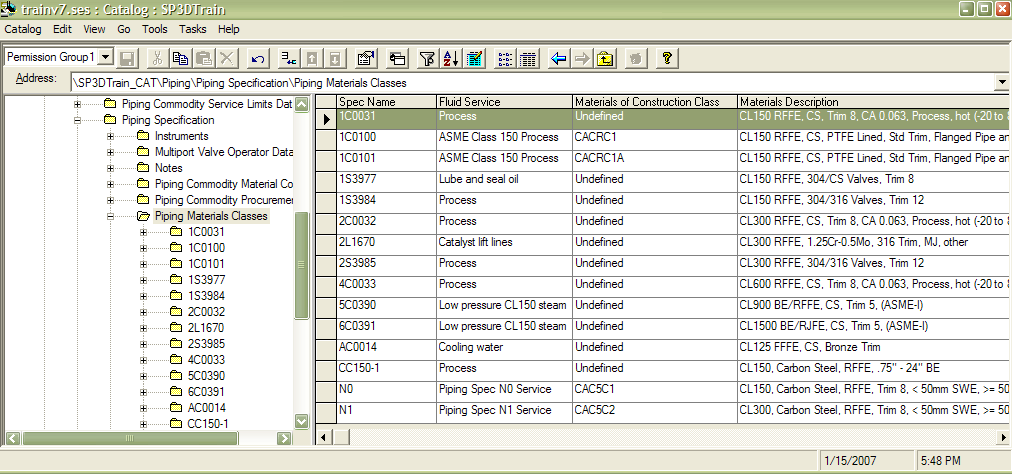 trainv7.ses : Catalog : SP3DTrain
Catalog Edit View Go Tools Tasks Help
Permission Group1
Address: \SP3DTrain_CAT\Piping\Piping Specification\Piping Materials Classes
Piping Commodity Service Limits Dat
Piping Specification
Instruments
Multiport Valve Operator Data
Notes
Piping Commodity Material Co
Piping Commodity Procuremen
Piping Materials Classes
1C0031
1C0100
1C0101
1S3977
1S3984
2C0032
2L1670
2S3985
4C0033
5C0390
6C0391
AC0014
CC150-1
Spec Name Fluid Service Materials of Construction Class Materials Description
1C0031 Process Undefined CL150 RFFE, CS, Trim 8, CA 0.063, Process, hot (-20 to 8
1C0100 ASME Class 150 Process CACRC1 CL150 RFFE, CS, PTFE Lined, Std Trim, Flanged Pipe an
1C0101 ASME Class 150 Process CACRC1A CL150 RFFE, CS, PTFE Lined, Std Trim, Flanged Pipe an
1S3977 Lube and seal oil Undefined CL150 RFFE, 304/CS Valves, Trim 8
1S3984 Process Undefined CL150 RFFE, 304/316 Valves, Trim 12
2C0032 Process Undefined CL300 RFFE, CS, Trim 8, CA 0.063, Process, hot (-20 to 8
2L1670 Catalyst lift lines Undefined CL300 RFFE, 1.25Cr-0.5Mo, 316 Trim, MJ, other
2S3985 Process Undefined CL300 RFFE, 304/316 Valves, Trim 12
4C0033 Process Undefined CL600 RFFE, CS, Trim 8, CA 0.063, Process, hot (-20 to 8
5C0390 Low pressure CL150 steam Undefined CL900 BE/RFFE, CS, Trim 5, (ASME-I)
6C0391 Low pressure CL150 steam Undefined CL1500 BE/RJFE, CS, Trim 5, (ASME-I)
AC0014 Cooling water Undefined CL125 FFFE, CS, Bronze Trim
CC150-1 Process Undefined CL150, Carbon Steel, RFFE, .75" - 24" BE
N0 Piping Spec N0 Service CAC5C1 CL150, Carbon Steel, RFFE, Trim 8, < 50mm SWE, >= 50
N1 Piping Spec N1 Service CAC5C2 CL300, Carbon Steel, RFFE, Trim 8, < 50mm SWE, >= 50
1/15/2007 5:48 PM